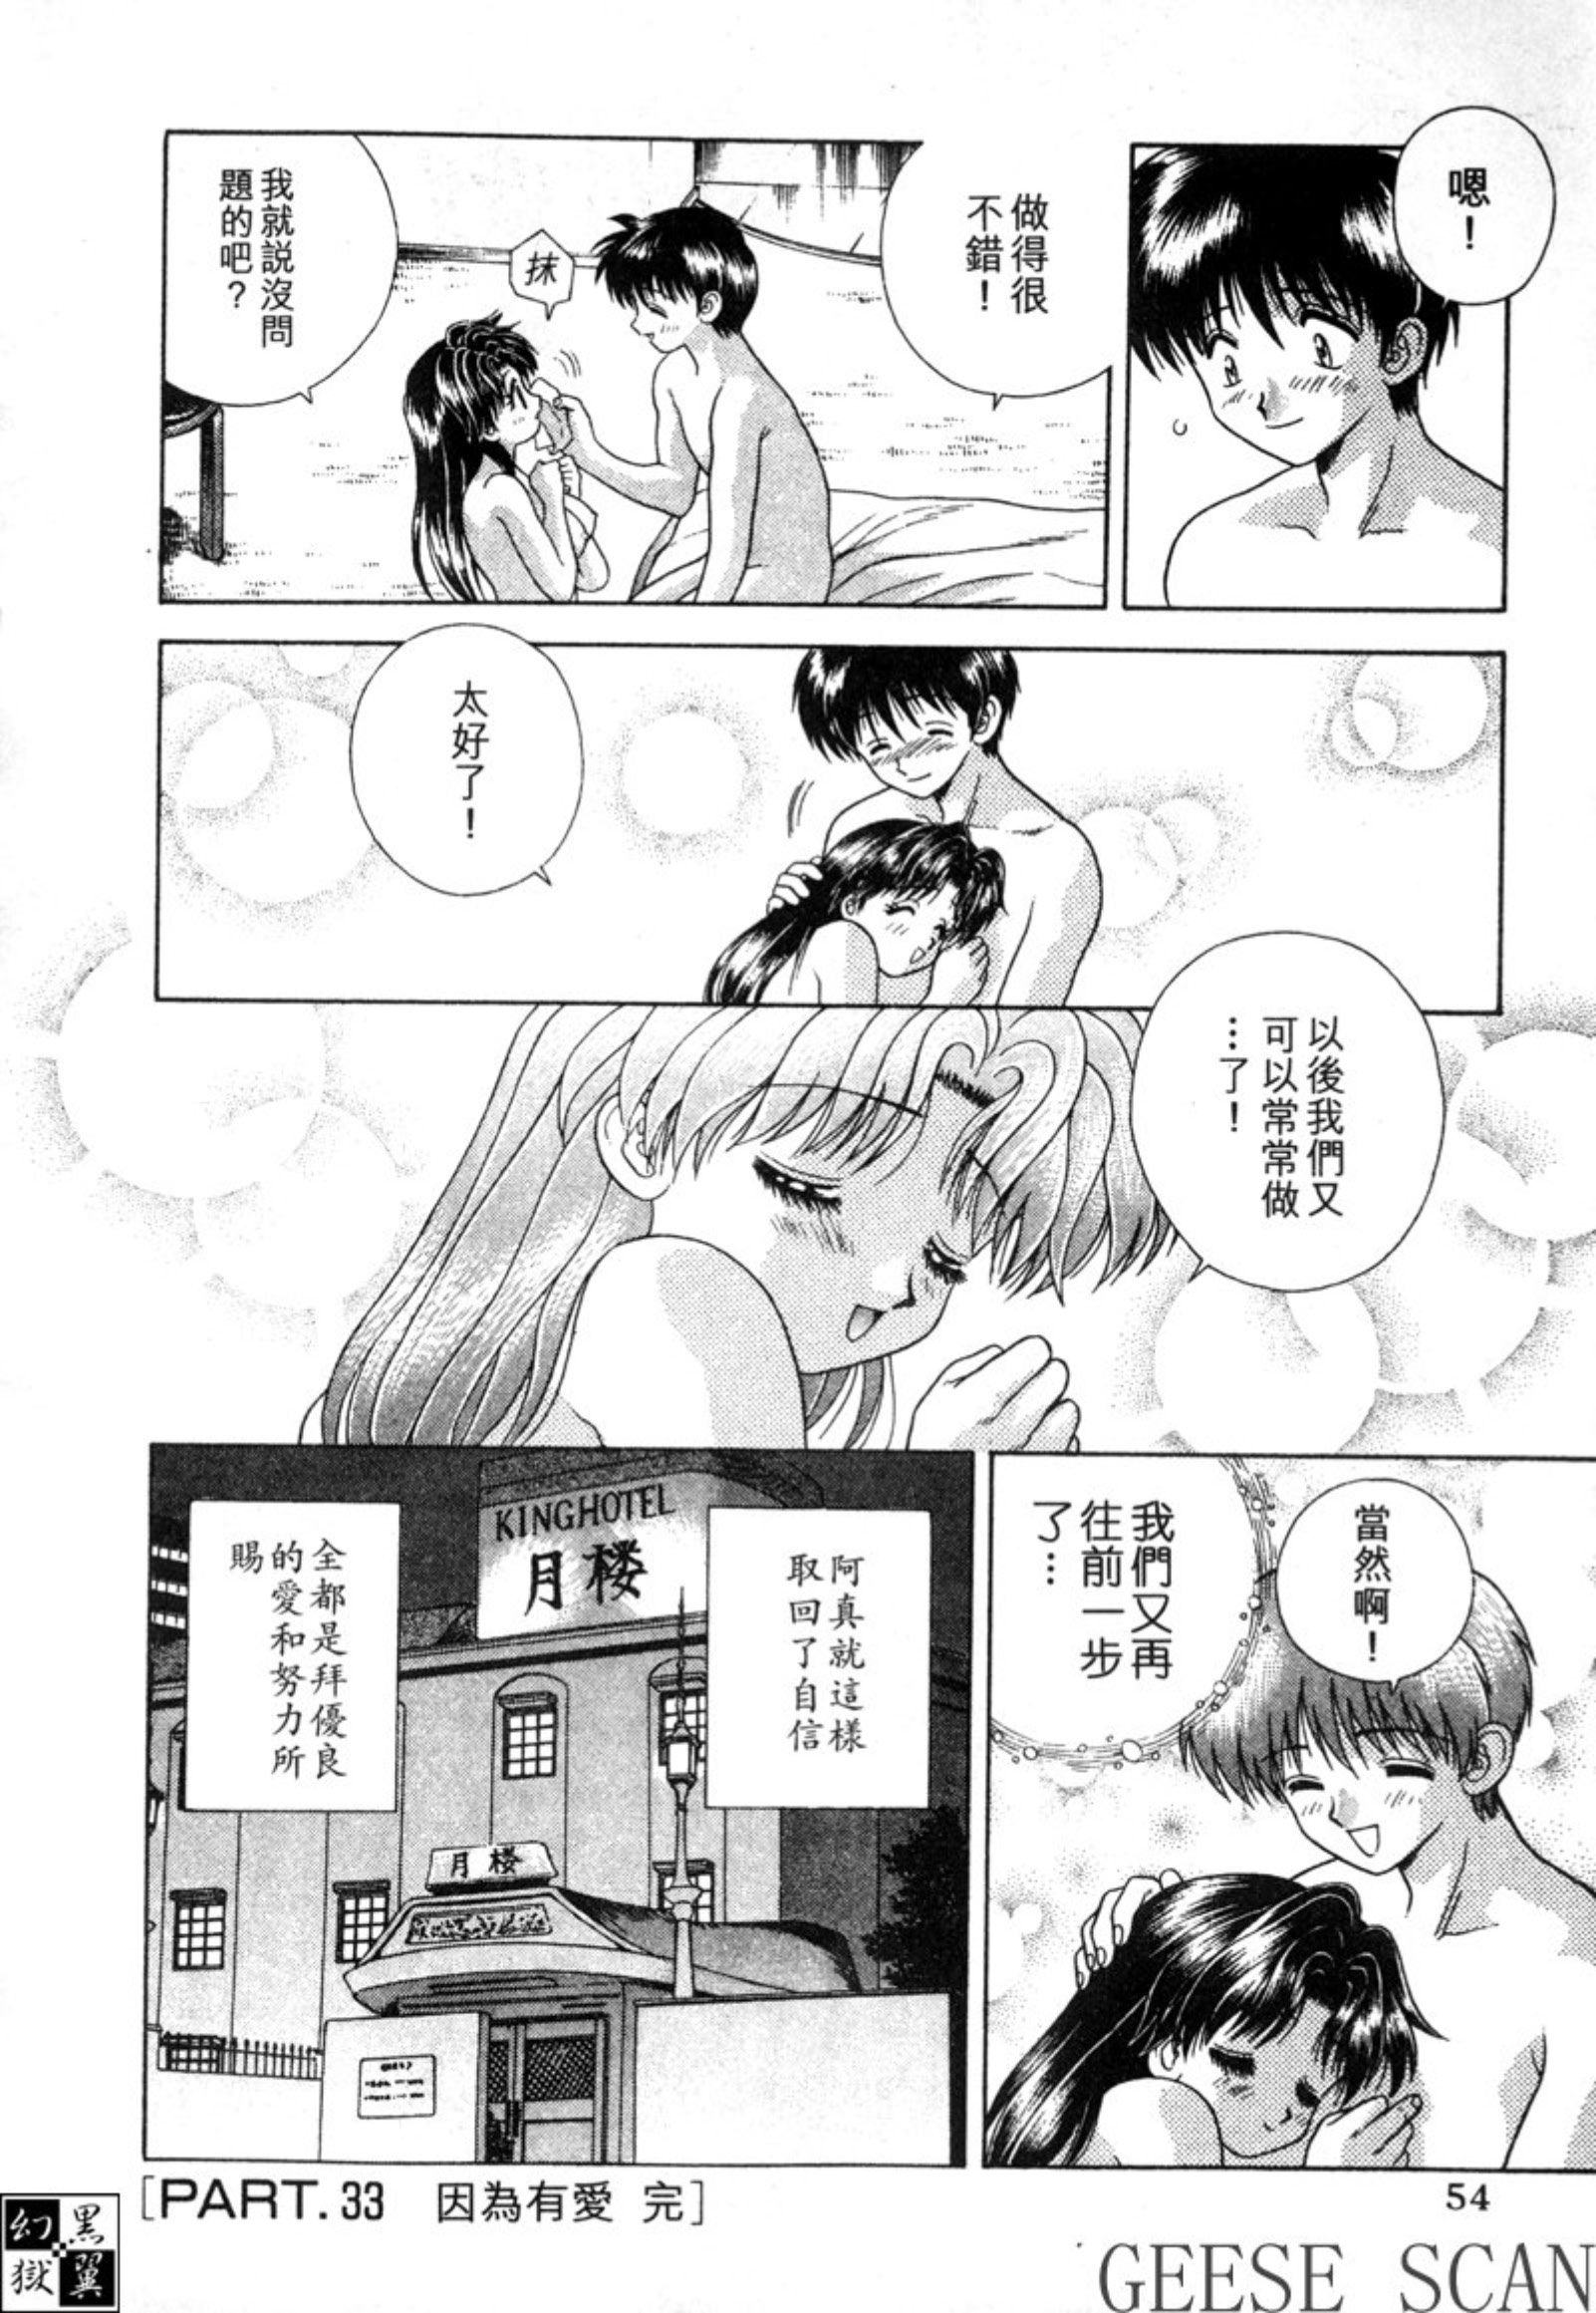 嗯！
做得很
不錯！
抹
我就説沒問
題的吧？
太好了！
以後我們又
可以常常做
…了！
當然啊！
我們又再
往前一步
了…
KINGHOTEL
月楼
月楼
阿真就這樣
取回了自信
全都是拜優良
的愛和努力所
賜
[PART.33 因為有愛 完]
54
幻黑
獄翼
GEESE SCAN